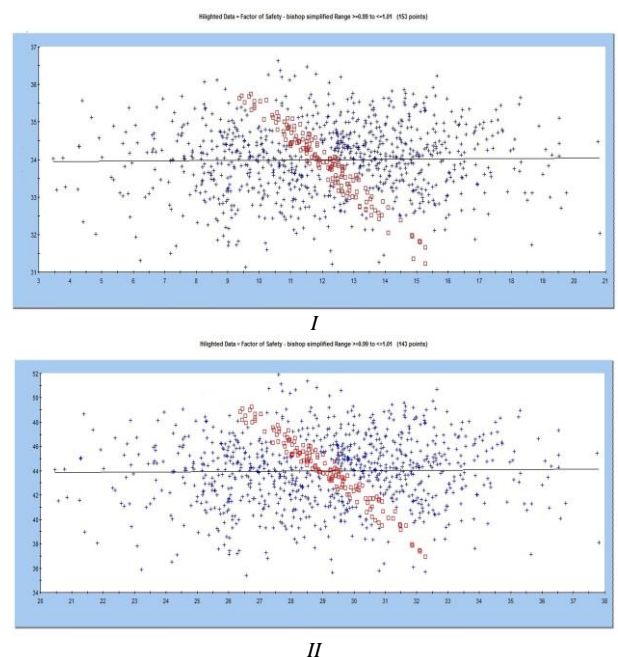 Hilighted Data = Factor of Safety - bishop simplified Range >=0.99 to <=1.01 (153 points)
37
36
35
34
33
32
31
3 4 5 6 7 8 9 10 11 12 13 14 15 16 17 18 19 20 21
I
Hilighted Data = Factor of Safety - bishop simplified Range >=0.99 to <=1.01 (143 points)
52
50
48
46
44
42
40
38
36
34
20 21 22 23 24 25 26 27 28 29 30 31 32 33 34 35 36 38
II